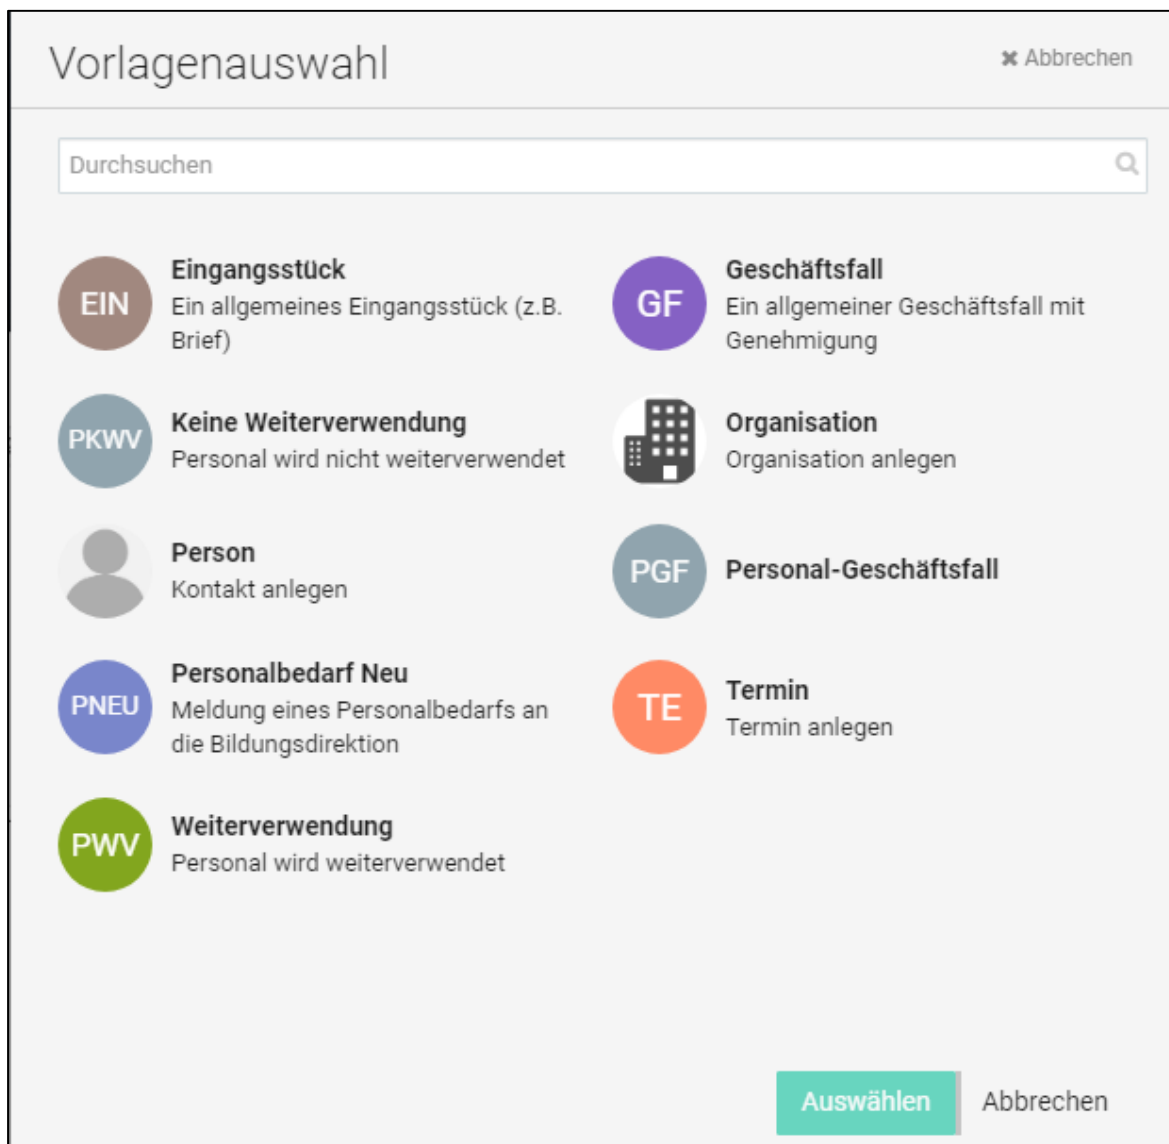 Vorlagenauswahl
✖ Abbrechen
Durchsuchen
EIN
Eingangsstück
Ein allgemeines Eingangsstück (z.B.
Brief)
GF
Geschäftsfall
Ein allgemeiner Geschäftsfall mit
Genehmigung
PKWV
Keine Weiterverwendung
Personal wird nicht weiterverwendet
Organisation
Organisation anlegen
Person
Kontakt anlegen
PGF
Personal-Geschäftsfall
PNEU
Personalbedarf Neu
Meldung eines Personalbedarfs an
die Bildungsdirektion
TE
Termin
Termin anlegen
PWV
Weiterverwendung
Personal wird weiterverwendet
Auswählen
Abbrechen